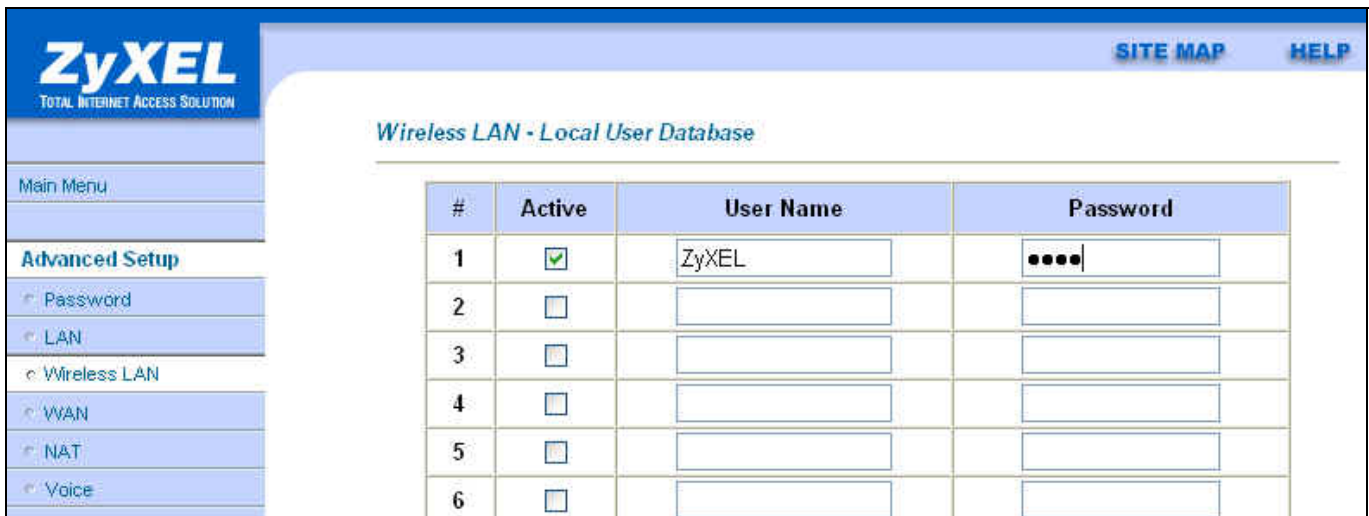 ZyXEL
TOTAL INTERNET ACCESS SOLUTION
SITE MAP HELP
Wireless LAN - Local User Database
Main Menu
Advanced Setup
Password
LAN
Wireless LAN
WAN
NAT
Voice
# Active User Name Password
1 ZyXEL ••••
2
3
4
5
6